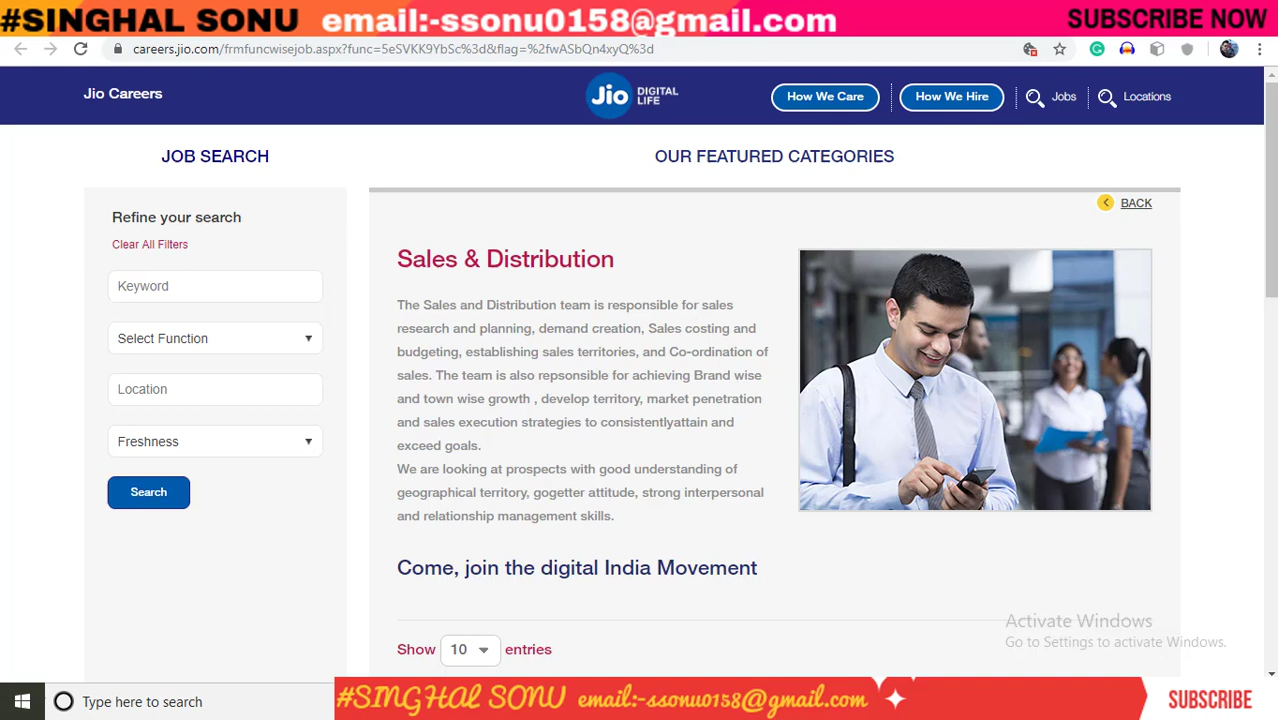 #SINGHAL SONU email:-ssonu0158@gmail.com SUBSCRIBE NOW
careers.jio.com/frmfuncwisejob.aspx?func=5eSVKK9YbSc%3d&flag=%2fwASbQn4xyQ%3d
Jio Careers
Jio DIGITAL LIFE
How We Care
How We Hire
Jobs
Locations
JOB SEARCH
OUR FEATURED CATEGORIES
Refine your search
Clear All Filters
Keyword
Select Function
Location
Freshness
Search
BACK
Sales & Distribution
The Sales and Distribution team is responsible for sales
research and planning, demand creation, Sales costing and
budgeting, establishing sales territories, and Co-ordination of
sales. The team is also repsonsible for achieving Brand wise
and town wise growth , develop territory, market penetration
and sales execution strategies to consistentlyattain and
exceed goals.
We are looking at prospects with good understanding of
geographical territory, gogetter attitude, strong interpersonal
and relationship management skills.
Come, join the digital India Movement
Show 10 entries
Activate Windows
Go to Settings to activate Windows.
Type here to search
#SINGHAL SONU email:-ssonu0158@gmail.com
SUBSCRIBE